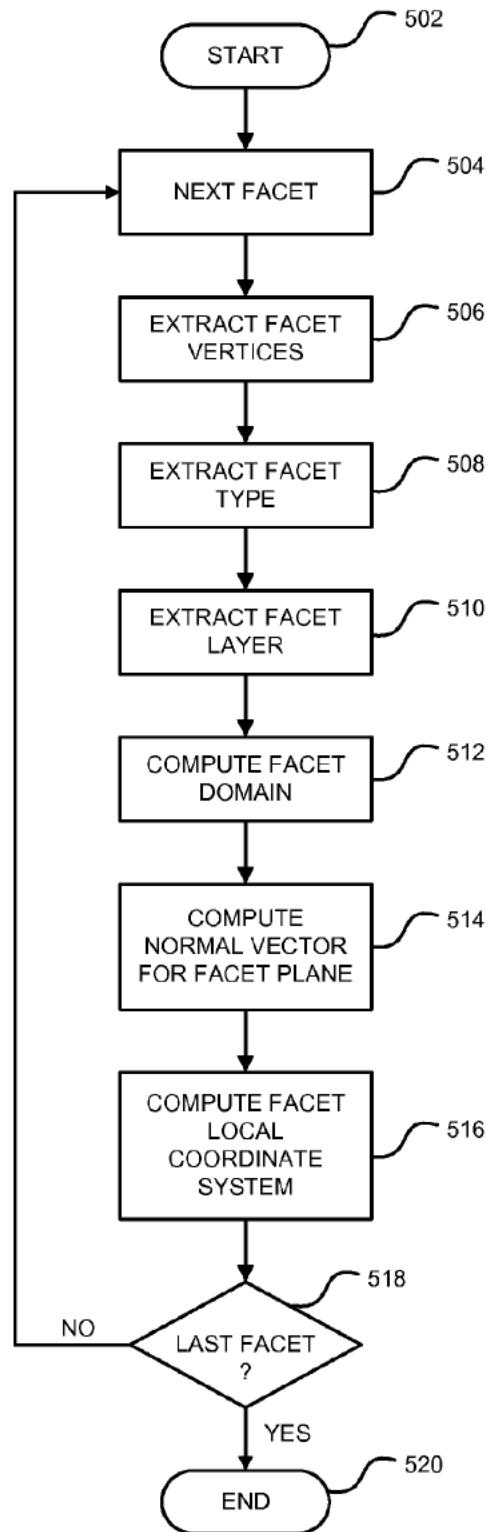 502
START
504
NEXT FACET
506
EXTRACT FACET
VERTICES
508
EXTRACT FACET
TYPE
510
EXTRACT FACET
LAYER
512
COMPUTE FACET
DOMAIN
514
COMPUTE
NORMAL VECTOR
FOR FACET PLANE
516
COMPUTE FACET
LOCAL
COORDINATE
SYSTEM
518
NO
LAST FACET
?
YES
520
END